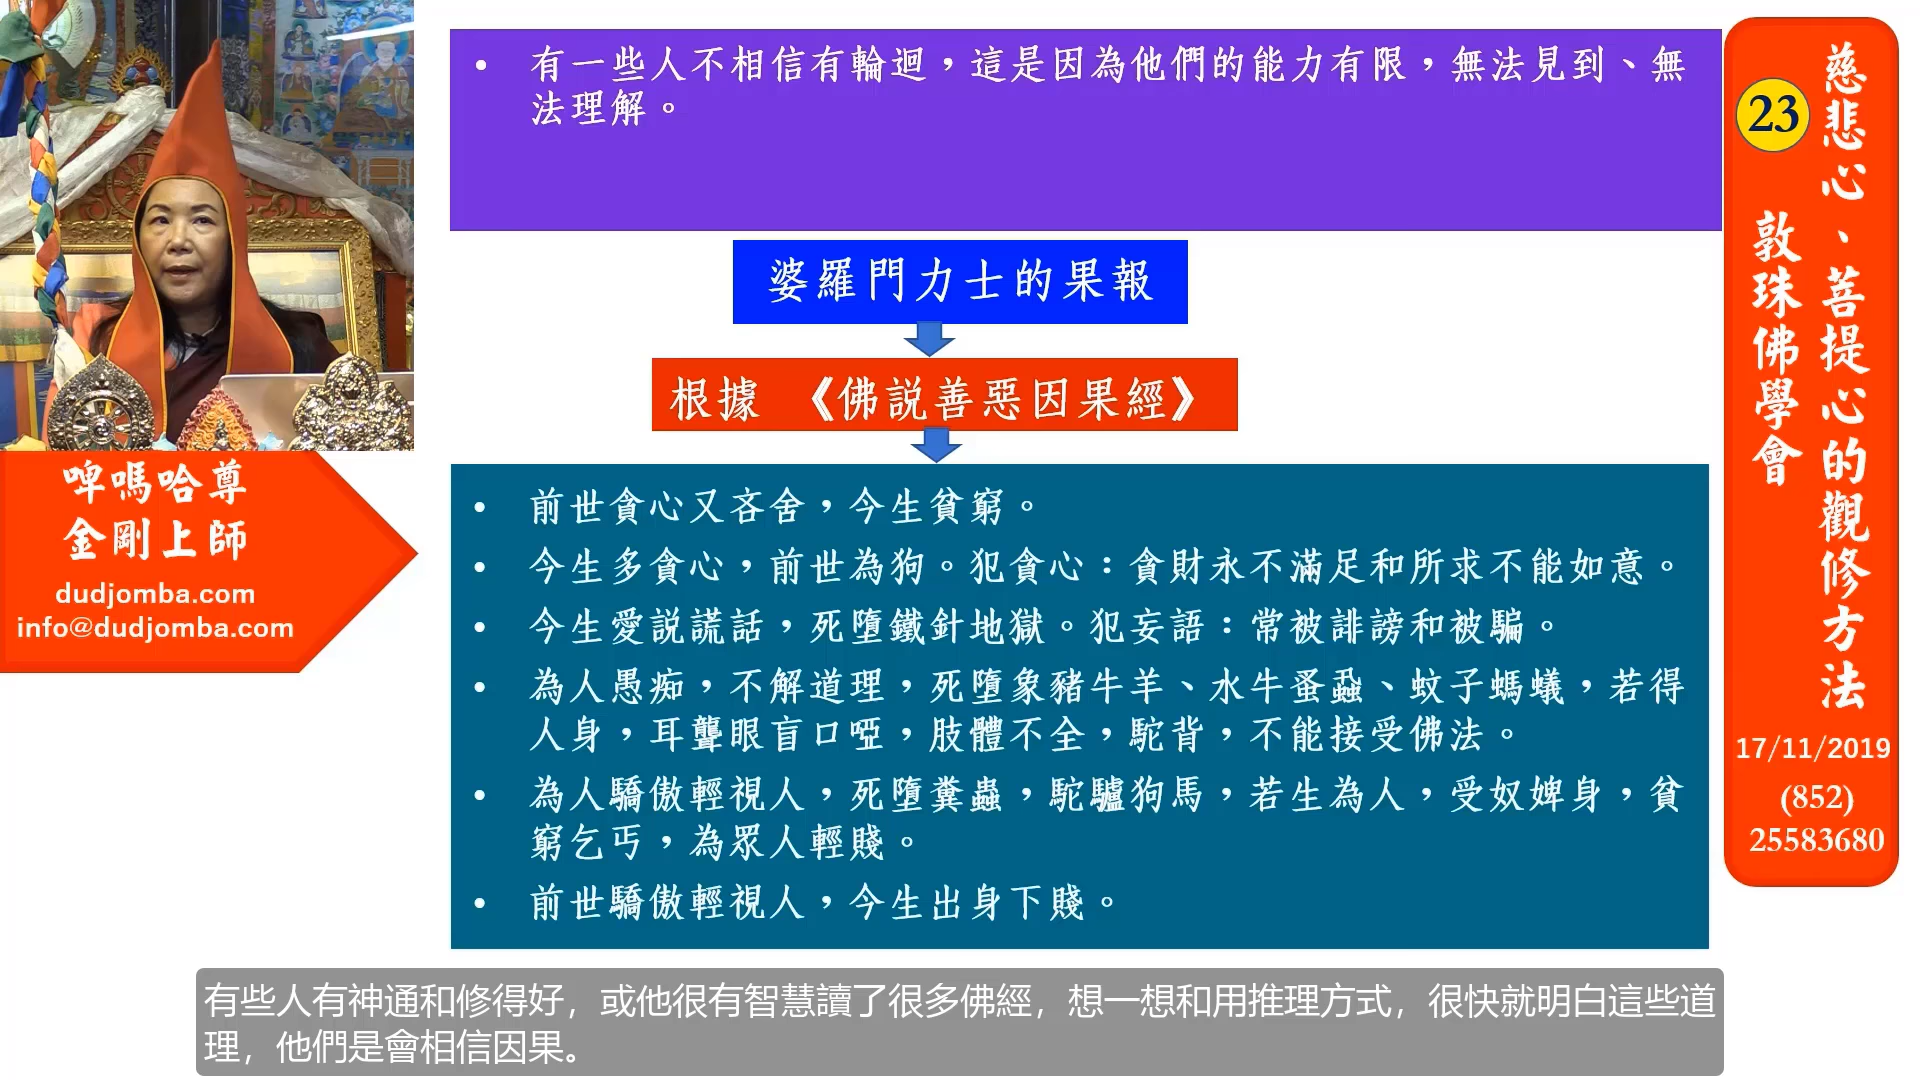 • 有一些人不相信有輪迴，這是因為他們的能力有限，無法見到、無
法理解。
婆羅門力士的果報
根據 《佛説善惡因果經》
• 前世貪心又吝舍，今生貧窮。
• 今生多貪心，前世為狗。犯貪心：貪財永不滿足和所求不能如意。
• 今生愛説謊話，死墮鐵針地獄。犯妄語：常被誹謗和被騙。
• 為人愚痴，不解道理，死墮象豬牛羊、水牛蚤蝨、蚊子螞蟻，若得
人身，耳聾眼盲口啞，肢體不全，駝背，不能接受佛法。
• 為人驕傲輕視人，死墮糞蟲，駝驢狗馬，若生為人，受奴婢身，貧
窮乞丐，為眾人輕賤。
• 前世驕傲輕視人，今生出身下賤。
啤嗎哈尊
金剛上師
dudjomba.com
info@dudjomba.com
慈悲心、菩提心的觀修方法
23
敦珠佛學會
17/11/2019
(852)
25583680
有些人有神通和修得好，或他很有智慧讀了很多佛經，想一想和用推理方式，很快就明白這些道
理，他們是會相信因果。